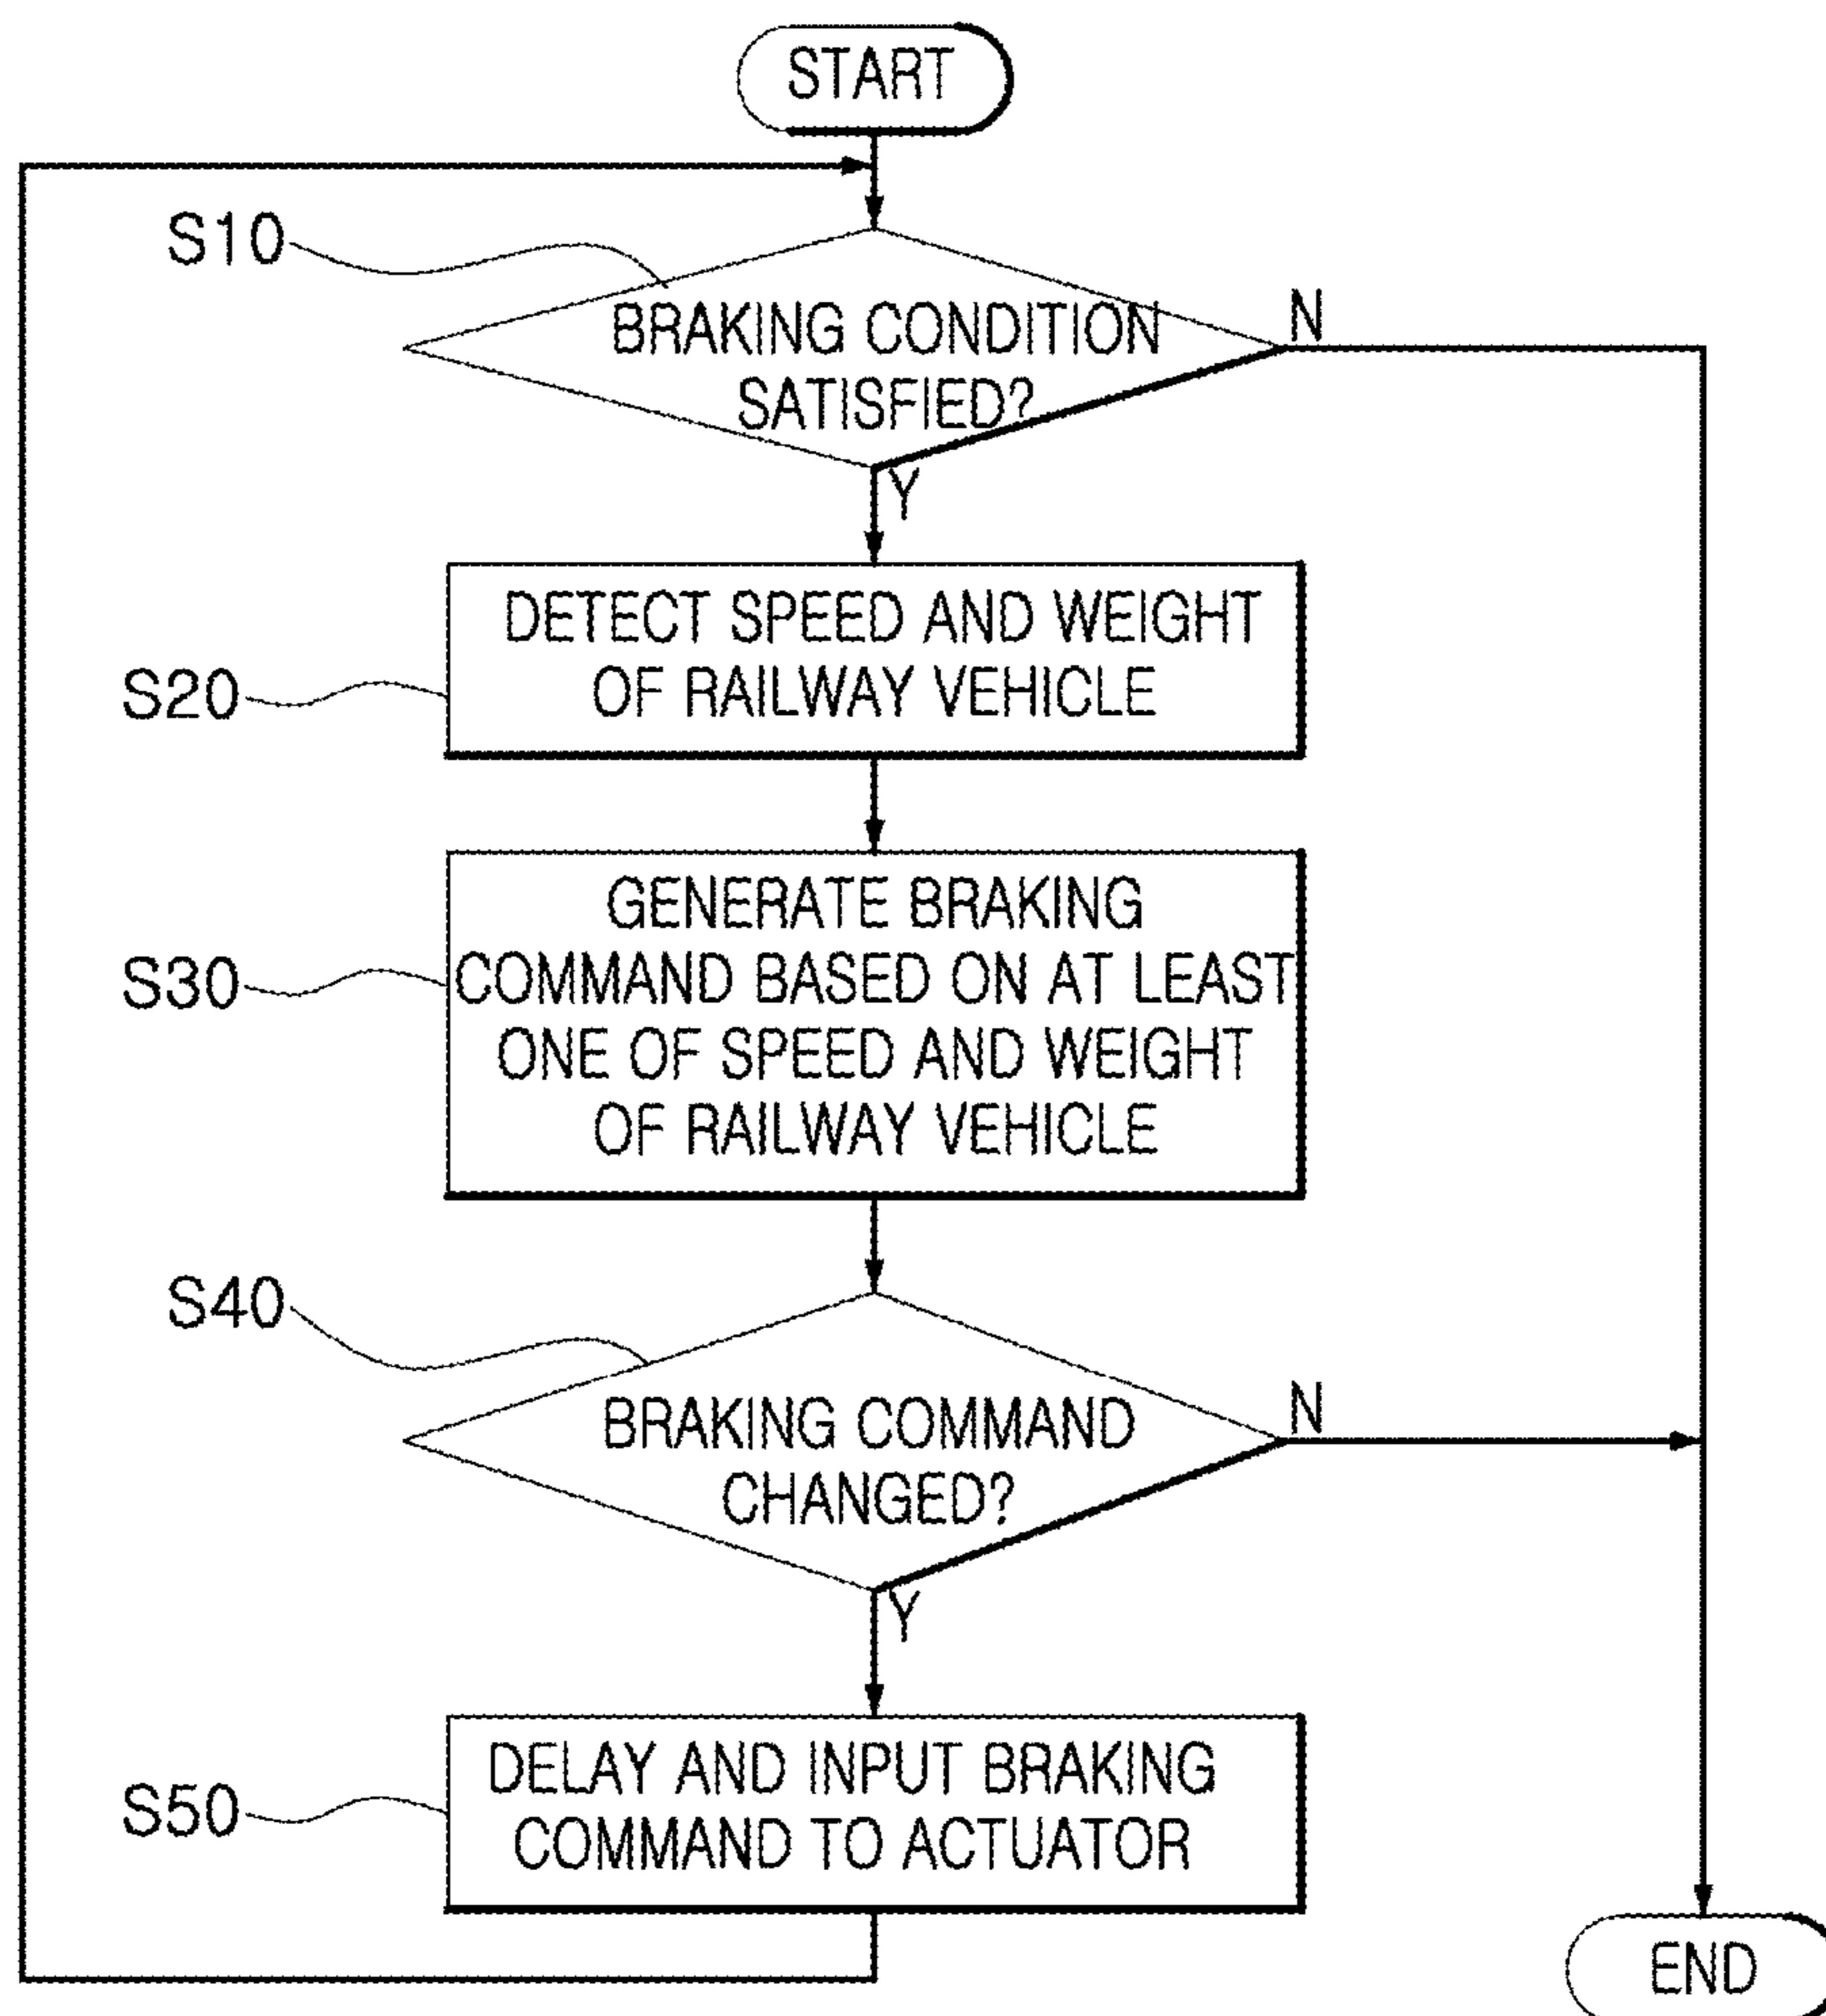 START
S10
BRAKING CONDITION
SATISFIED?
N
Y
DETECT SPEED AND WEIGHT
OF RAILWAY VEHICLE
S20
GENERATE BRAKING
COMMAND BASED ON AT LEAST
ONE OF SPEED AND WEIGHT
OF RAILWAY VEHICLE
S30
S40
BRAKING COMMAND
CHANGED?
N
Y
DELAY AND INPUT BRAKING
COMMAND TO ACTUATOR
S50
END